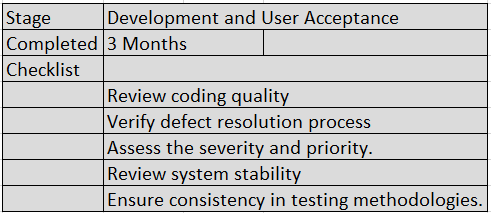 Stage Development and User Acceptance
Completed 3 Months
Checklist
Review coding quality
Verify defect resolution process
Assess the severity and priority.
Review system stability
Ensure consistency in testing methodologies.